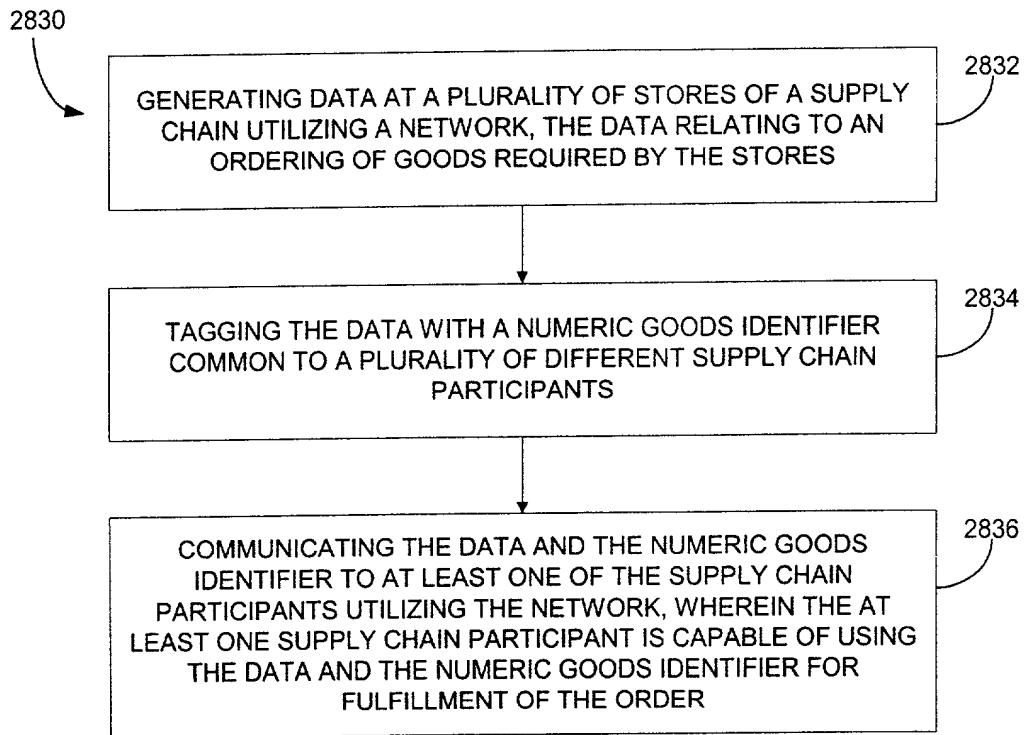 2830
2832
GENERATING DATA AT A PLURALITY OF STORES OF A SUPPLY
CHAIN UTILIZING A NETWORK, THE DATA RELATING TO AN
ORDERING OF GOODS REQUIRED BY THE STORES
2834
TAGGING THE DATA WITH A NUMERIC GOODS IDENTIFIER
COMMON TO A PLURALITY OF DIFFERENT SUPPLY CHAIN
PARTICIPANTS
2836
COMMUNICATING THE DATA AND THE NUMERIC GOODS
IDENTIFIER TO AT LEAST ONE OF THE SUPPLY CHAIN
PARTICIPANTS UTILIZING THE NETWORK, WHEREIN THE AT
LEAST ONE SUPPLY CHAIN PARTICIPANT IS CAPABLE OF USING
THE DATA AND THE NUMERIC GOODS IDENTIFIER FOR
FULFILLMENT OF THE ORDER